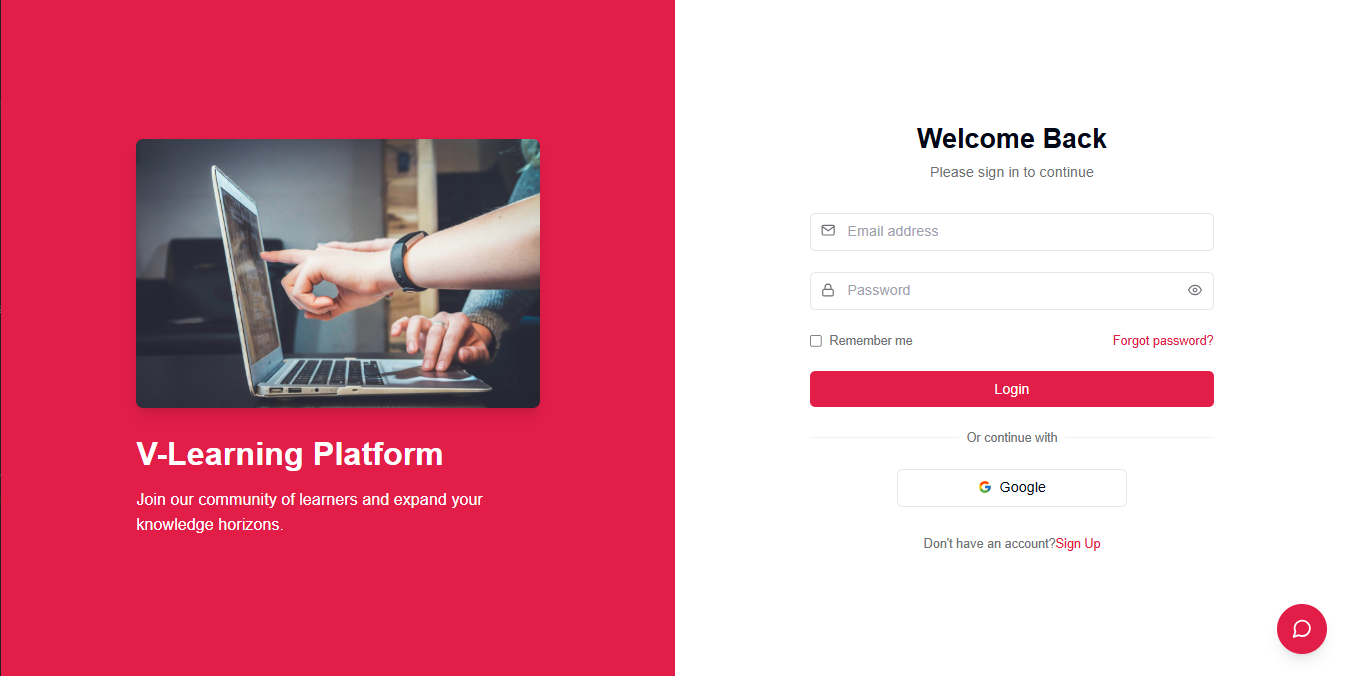 V-Learning Platform
Join our community of learners and expand your
knowledge horizons.
Welcome Back
Please sign in to continue
Email address
Password
Remember me
Forgot password?
Login
Or continue with
Google
Don't have an account?Sign Up